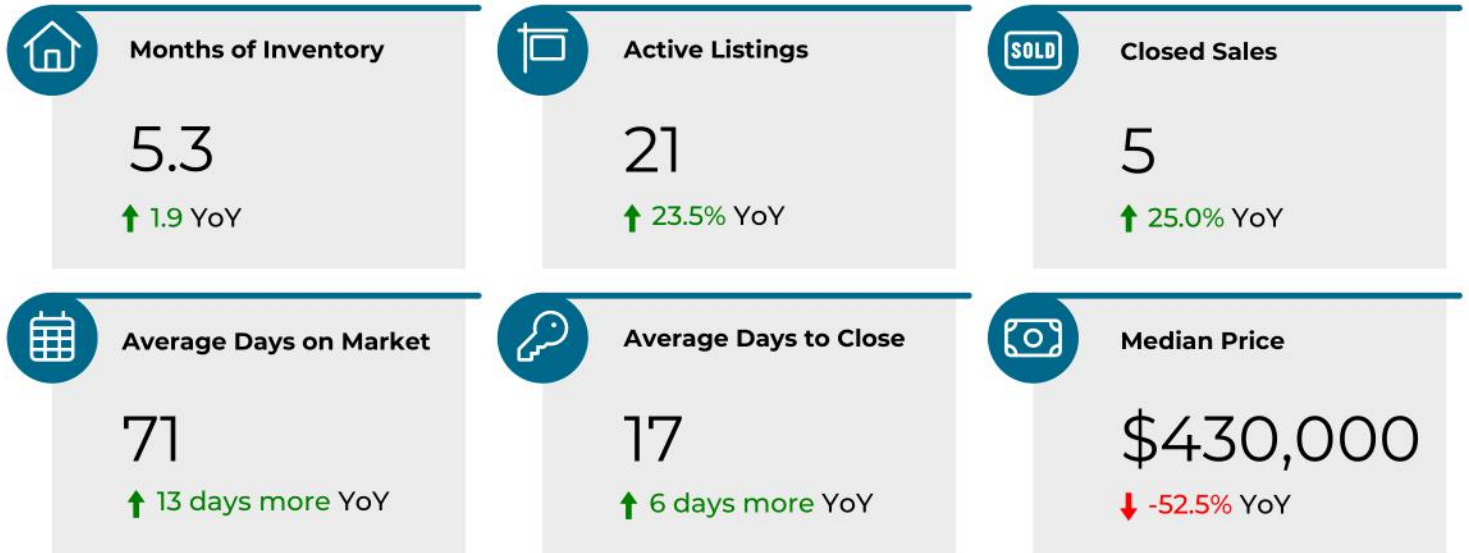 Months of Inventory
5.3
↑ 1.9 YoY
Active Listings
21
↑ 23.5% YoY
SOLD
Closed Sales
5
↑ 25.0% YoY
Average Days on Market
71
↑ 13 days more YoY
Average Days to Close
17
↑ 6 days more YoY
Median Price
$430,000
↓ -52.5% YoY